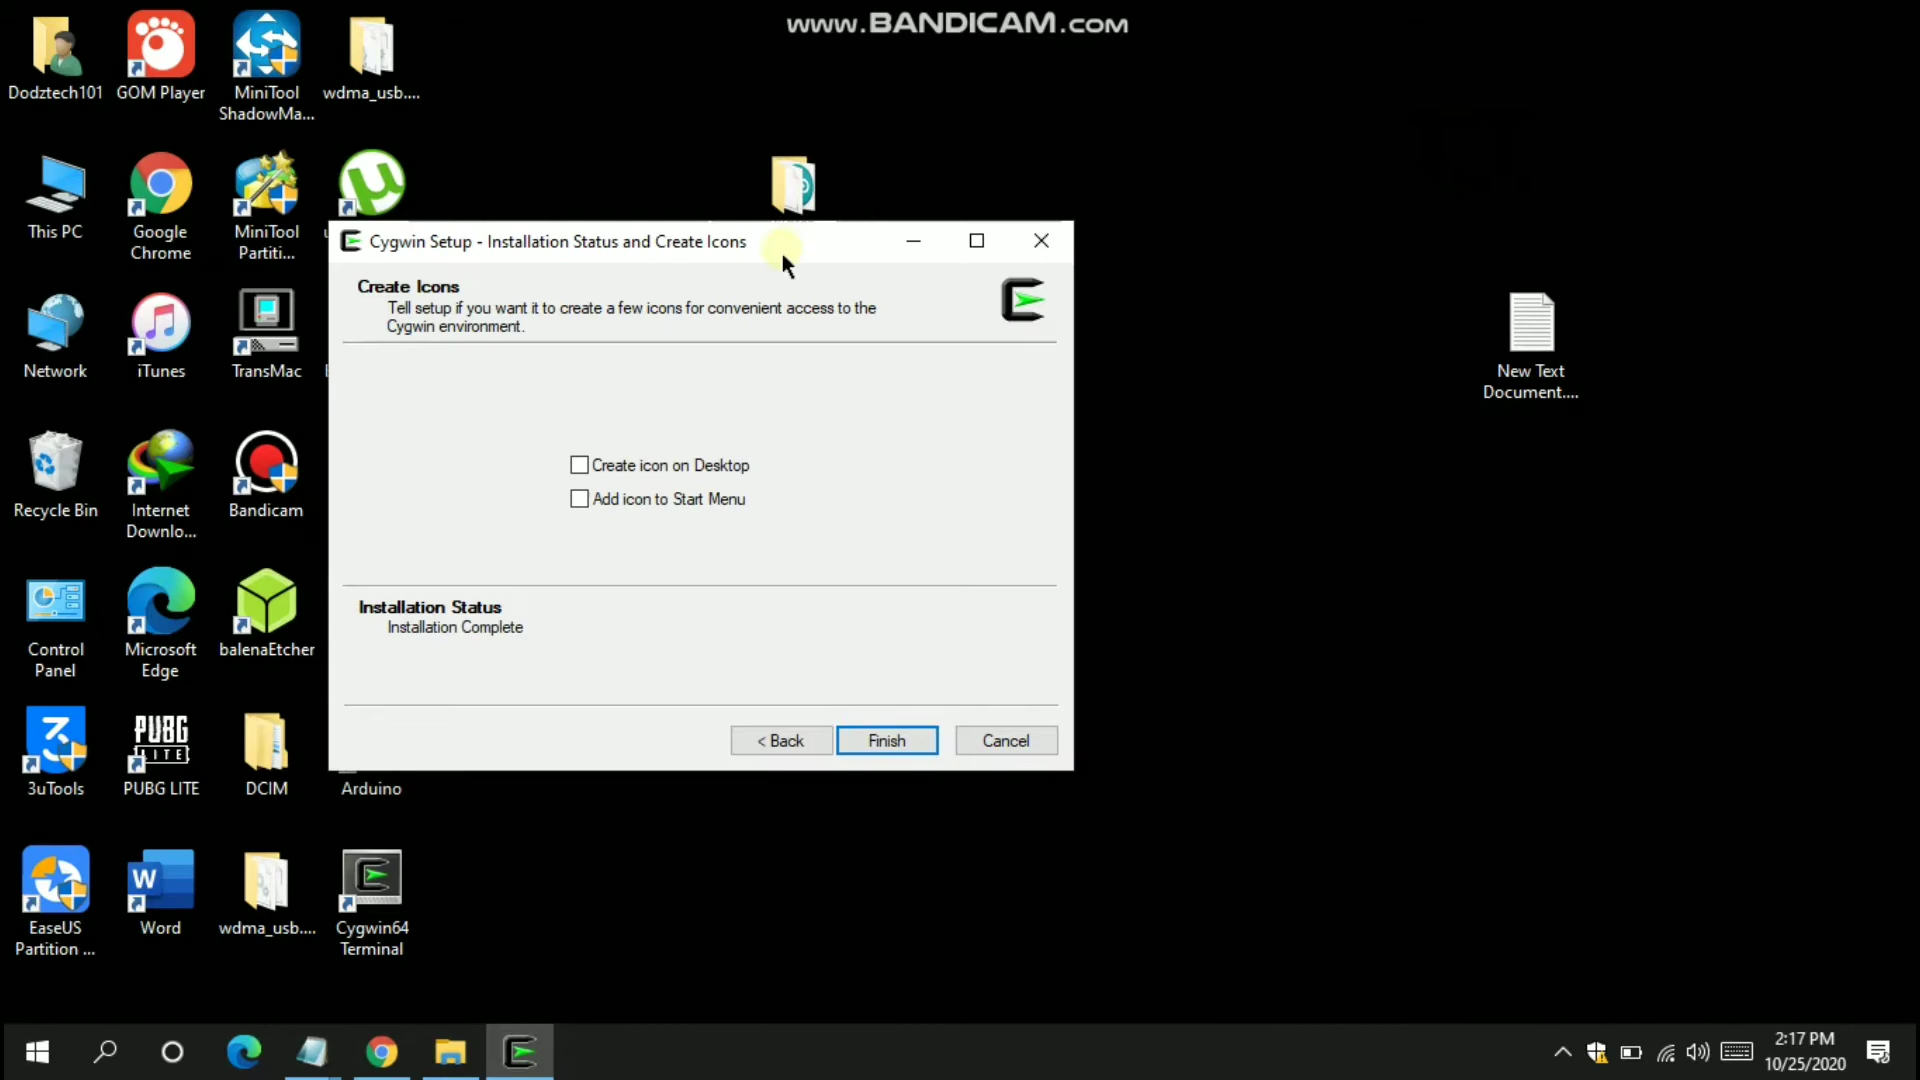 www.BANDICAM.com
Dodztech101
GOM Player
MiniTool
ShadowMa...
wdma_usb....
This PC
Google
Chrome
MiniTool
Partiti...
Network
iTunes
TransMac
Recycle Bin
Internet
Downlo...
Bandicam
Control
Panel
Microsoft
Edge
balenaEtcher
3uTools
PUBG
LITE
PUBG LITE
DCIM
Arduino
EaseUS
Partition ...
W
Word
wdma_usb....
Cygwin64
Terminal
New Text
Document....
Cygwin Setup - Installation Status and Create Icons
Create Icons
Tell setup if you want it to create a few icons for convenient access to the
Cygwin environment.
Create icon on Desktop
Add icon to Start Menu
Installation Status
Installation Complete
< Back
Finish
Cancel
2:17 PM
10/25/2020